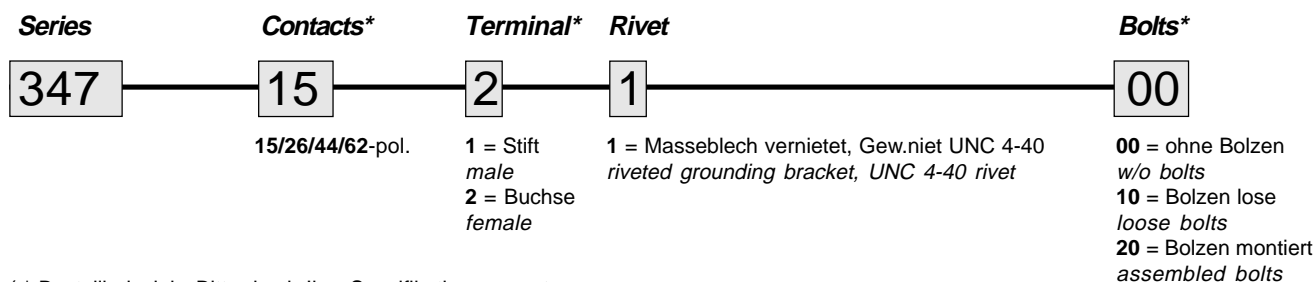 Series Contacts* Terminal* Rivet Bolts*
347 15 2 1 00
15/26/44/62-pol.
1 = Stift
male
2 = Buchse
female
1 = Masseblech vernietet, Gew.niet UNC 4-40
riveted grounding bracket, UNC 4-40 rivet
00 = ohne Bolzen
w/o bolts
10 = Bolzen lose
loose bolts
20 = Bolzen montiert
assembled bolts